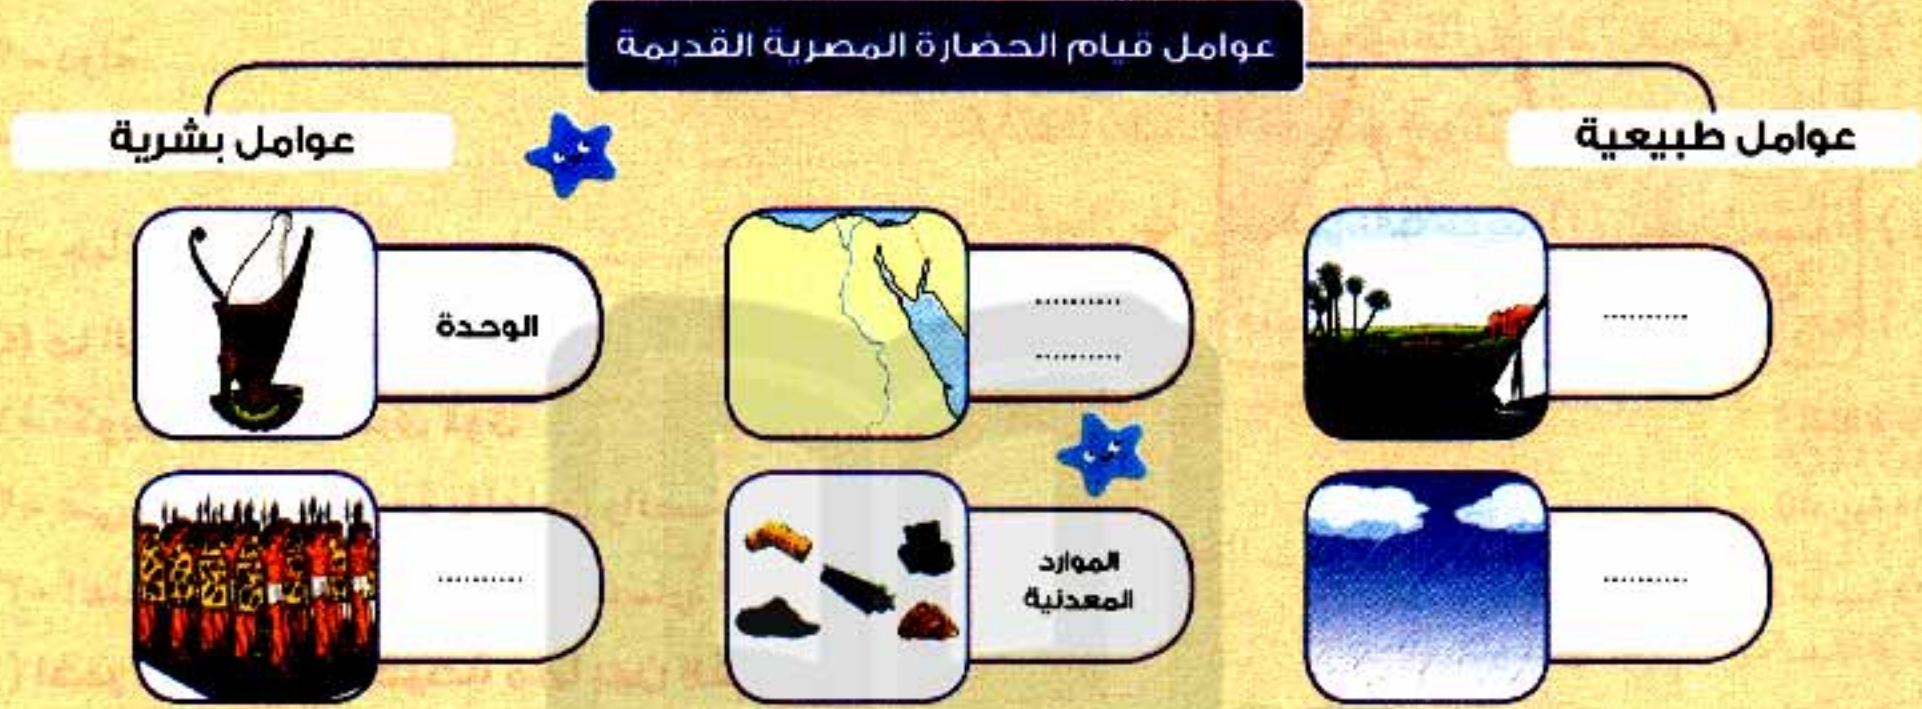 عوامل قيام الحضارة المصرية القديمة
عوامل طبيعية
عوامل بشرية
..........
..........
..........
الوحدة
..........
الموارد
المعدنية
..........